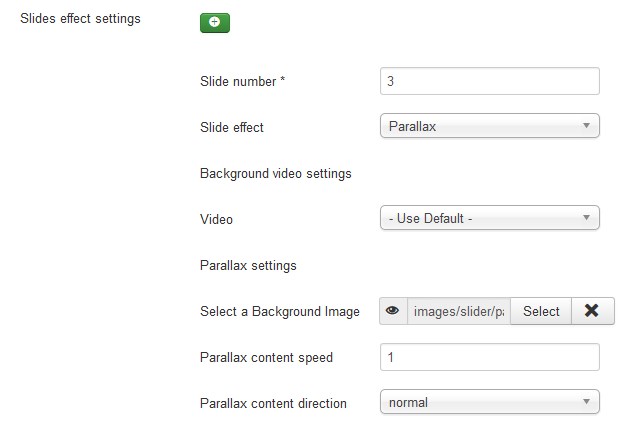 Slides effect settings
Slide number * 3
Slide effect Parallax
Background video settings
Video - Use Default -
Parallax settings
Select a Background Image images/slider/pa Select
Parallax content speed 1
Parallax content direction normal